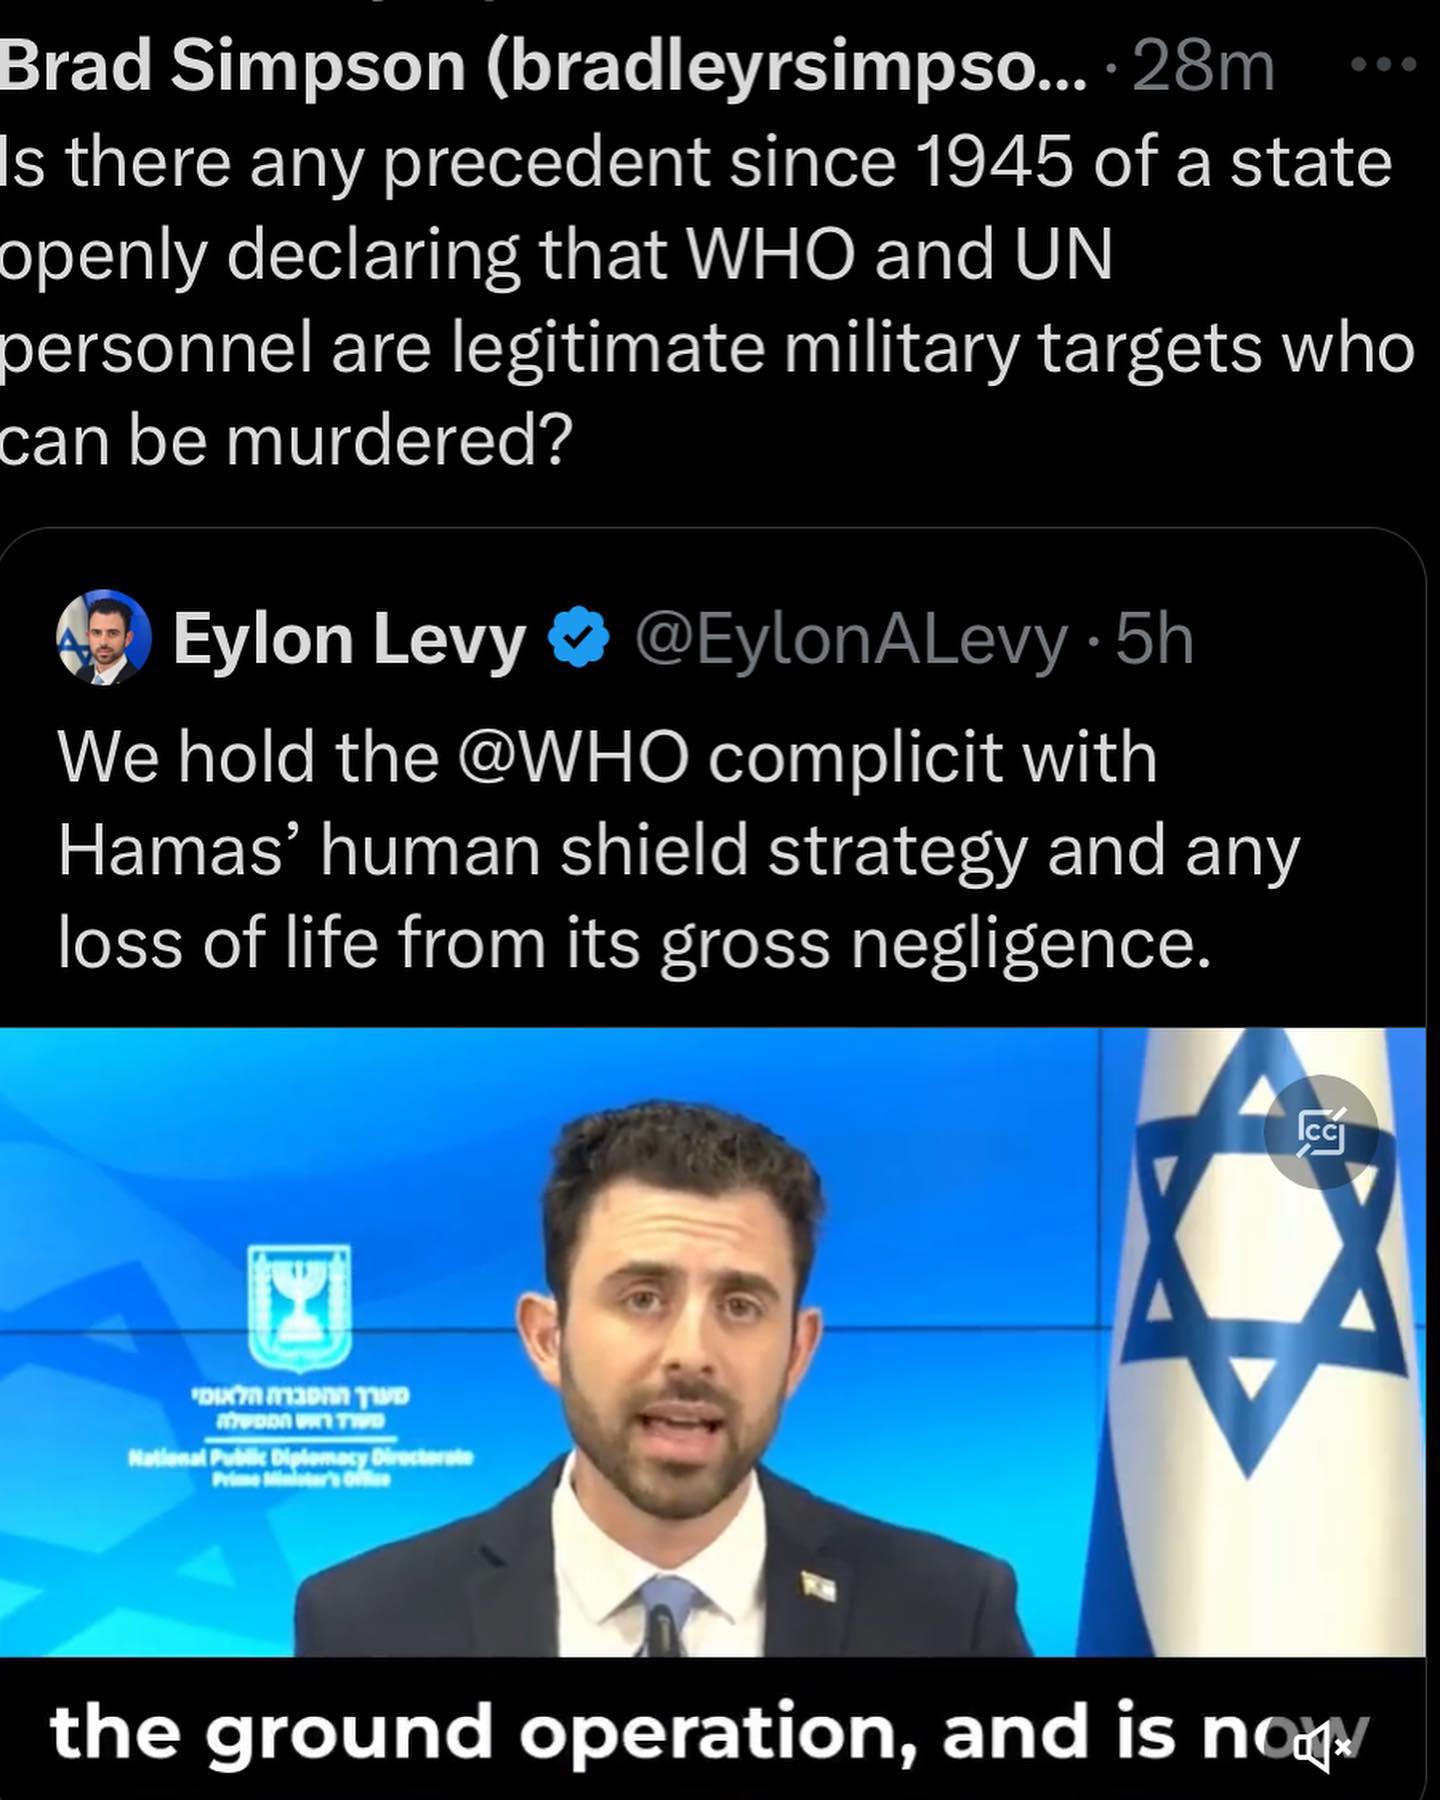 Brad Simpson (bradleyrsimpso... · 28m
Is there any precedent since 1945 of a state
openly declaring that WHO and UN
personnel are legitimate military targets who
can be murdered?
Eylon Levy @EylonALevy · 5h
We hold the @WHO complicit with
Hamas’ human shield strategy and any
loss of life from its gross negligence.
CC
מערך ההסברה הלאומי
משרד ראש הממשלה
National Public Diplomacy Directorate
Prime Minister's Office
the ground operation, and is now